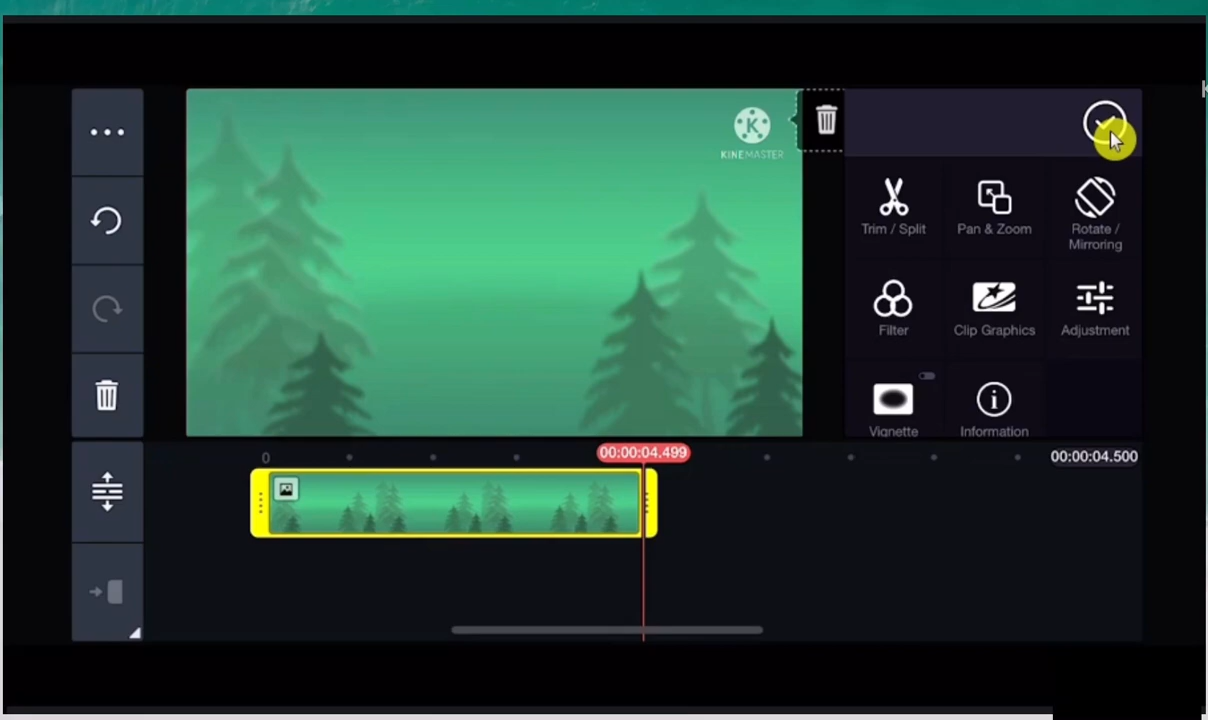 KINEMASTER
Trim / Split
Pan & Zoom
Rotate /
Mirroring
Filter
Clip Graphics
Adjustment
Vignette
Information
0
00:00:04.499
00:00:04.500